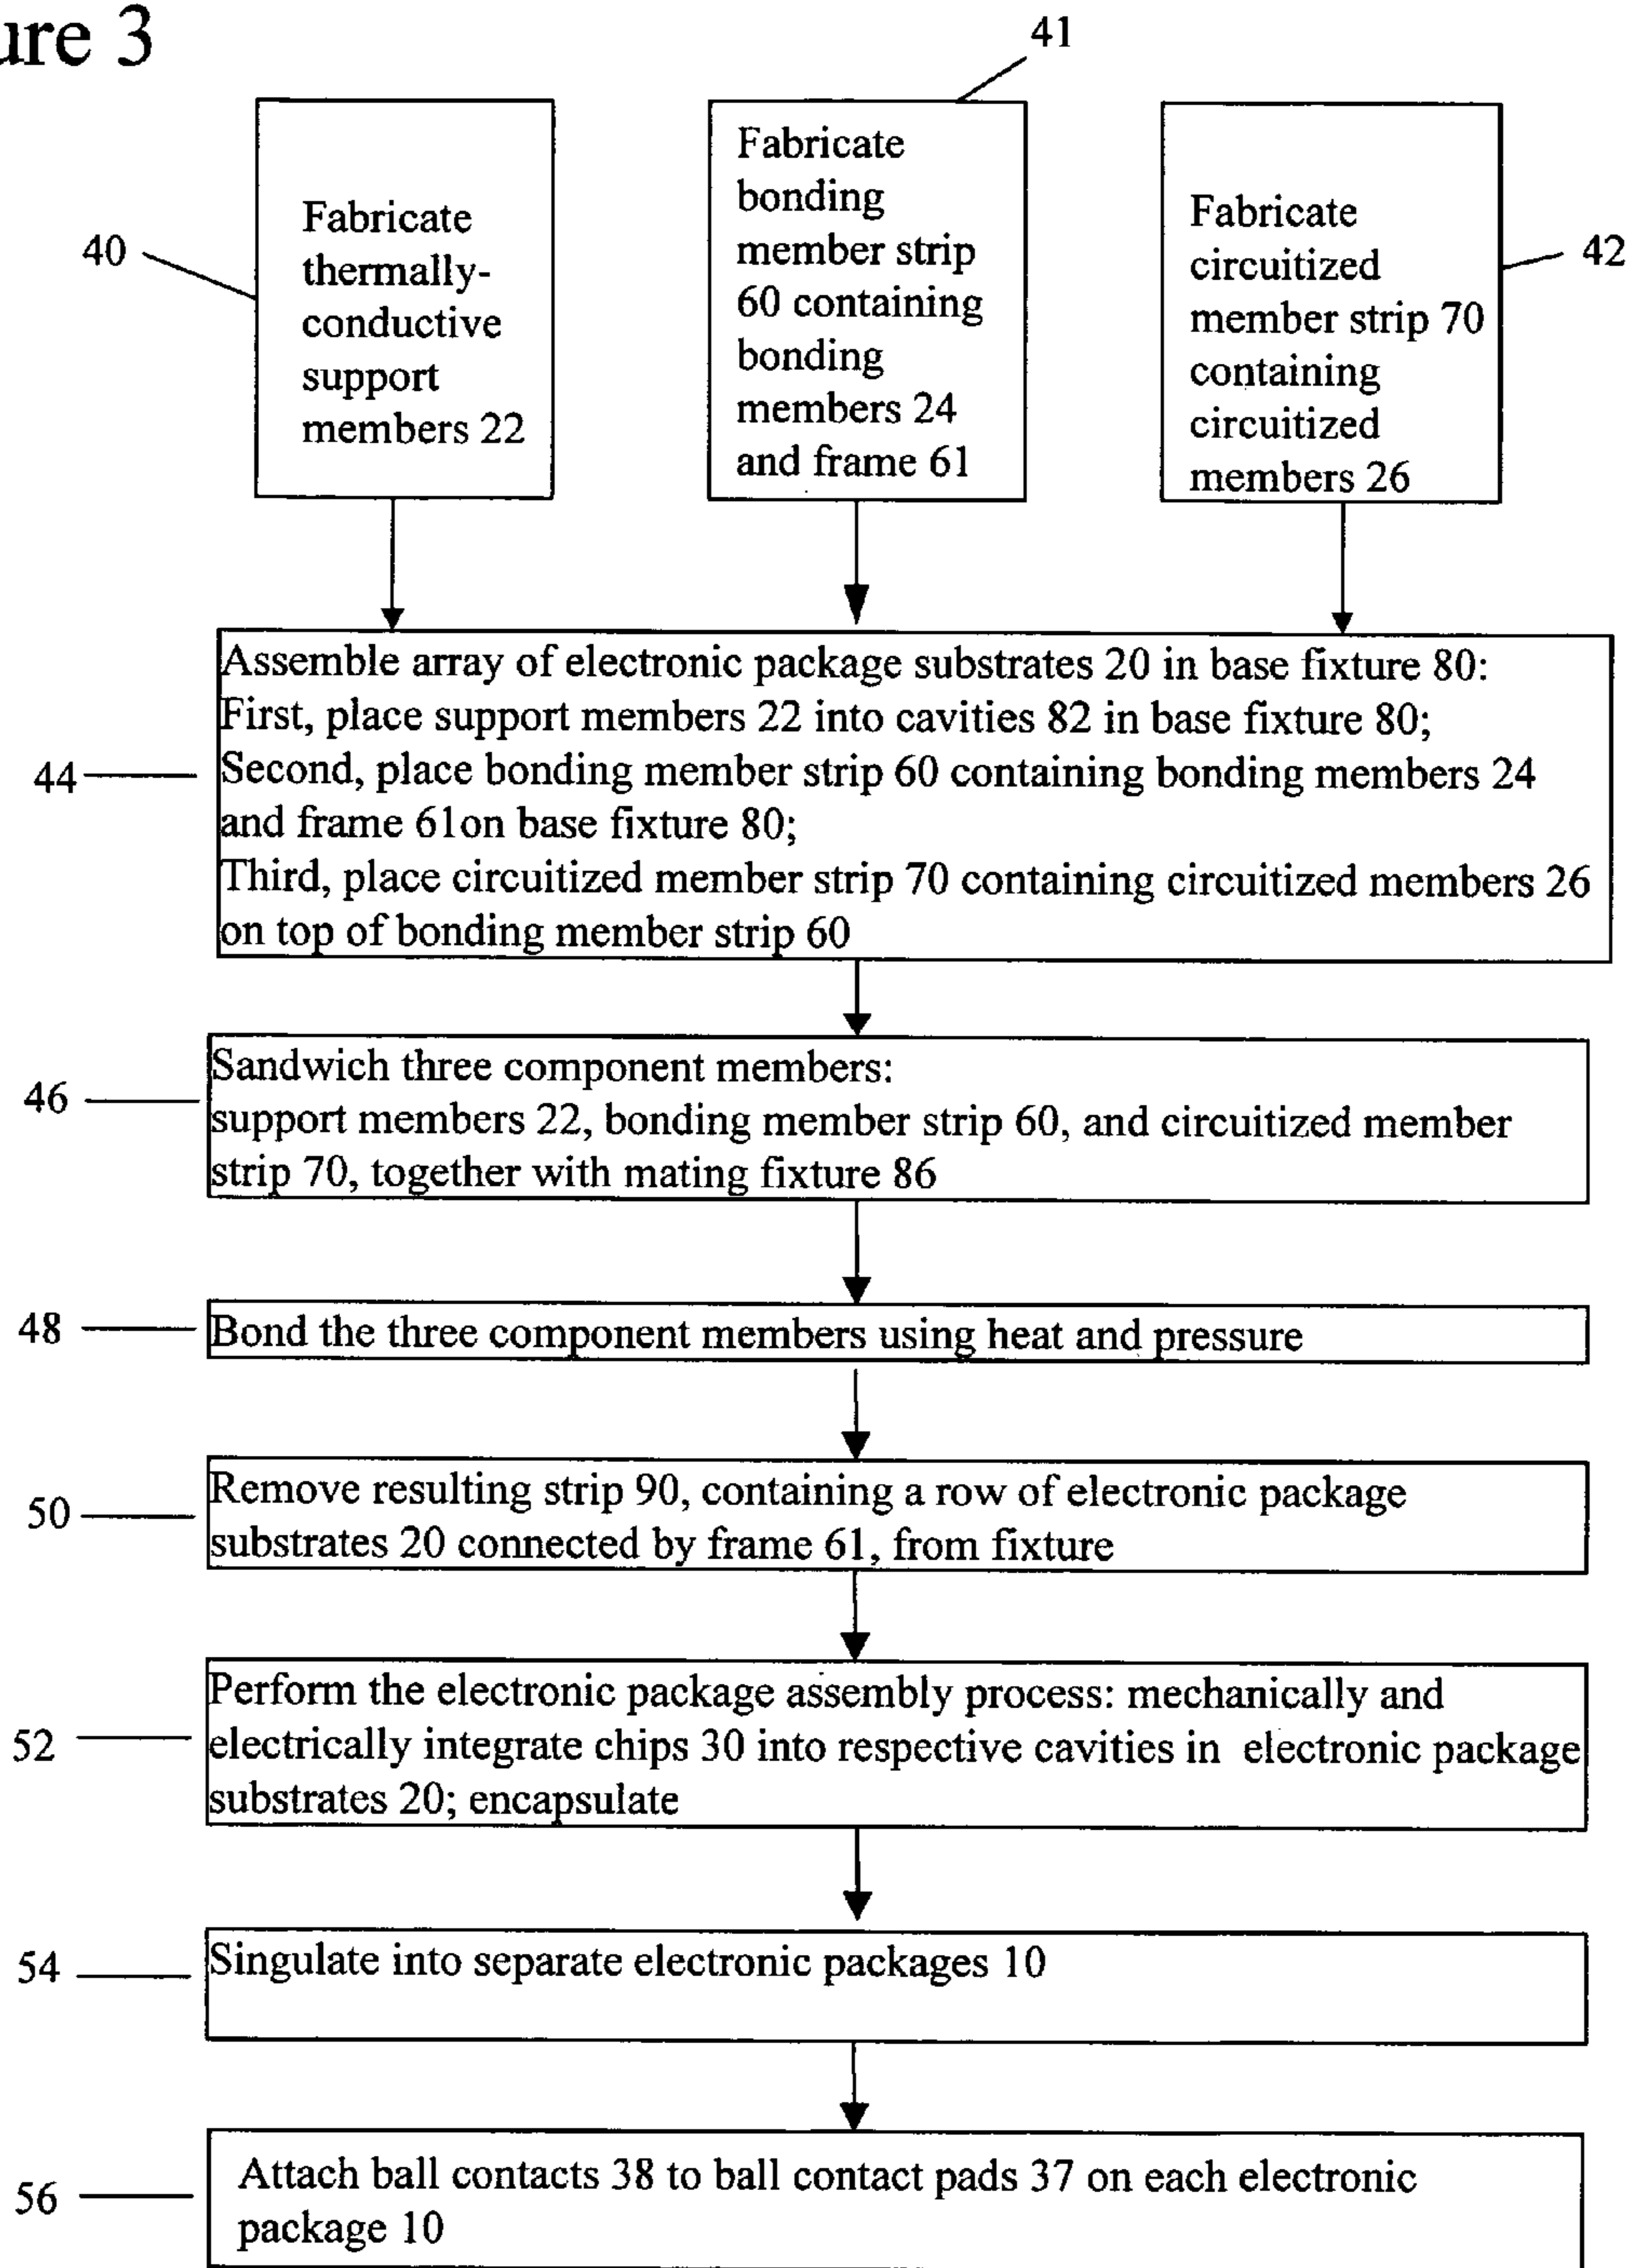 ure 3
41
Fabricate
thermally-
conductive
support
members 22
Fabricate
bonding
member strip
60 containing
bonding
members 24
and frame 61
Fabricate
circuitized
member strip 70
containing
circuitized
members 26
40
42
Assemble array of electronic package substrates 20 in base fixture 80:
First, place support members 22 into cavities 82 in base fixture 80;
Second, place bonding member strip 60 containing bonding members 24
and frame 61on base fixture 80;
Third, place circuitized member strip 70 containing circuitized members 26
on top of bonding member strip 60
44
Sandwich three component members:
support members 22, bonding member strip 60, and circuitized member
strip 70, together with mating fixture 86
46
48
Bond the three component members using heat and pressure
Remove resulting strip 90, containing a row of electronic package
substrates 20 connected by frame 61, from fixture
50
Perform the electronic package assembly process: mechanically and
electrically integrate chips 30 into respective cavities in electronic package
substrates 20; encapsulate
52
54
Singulate into separate electronic packages 10
56
Attach ball contacts 38 to ball contact pads 37 on each electronic
package 10